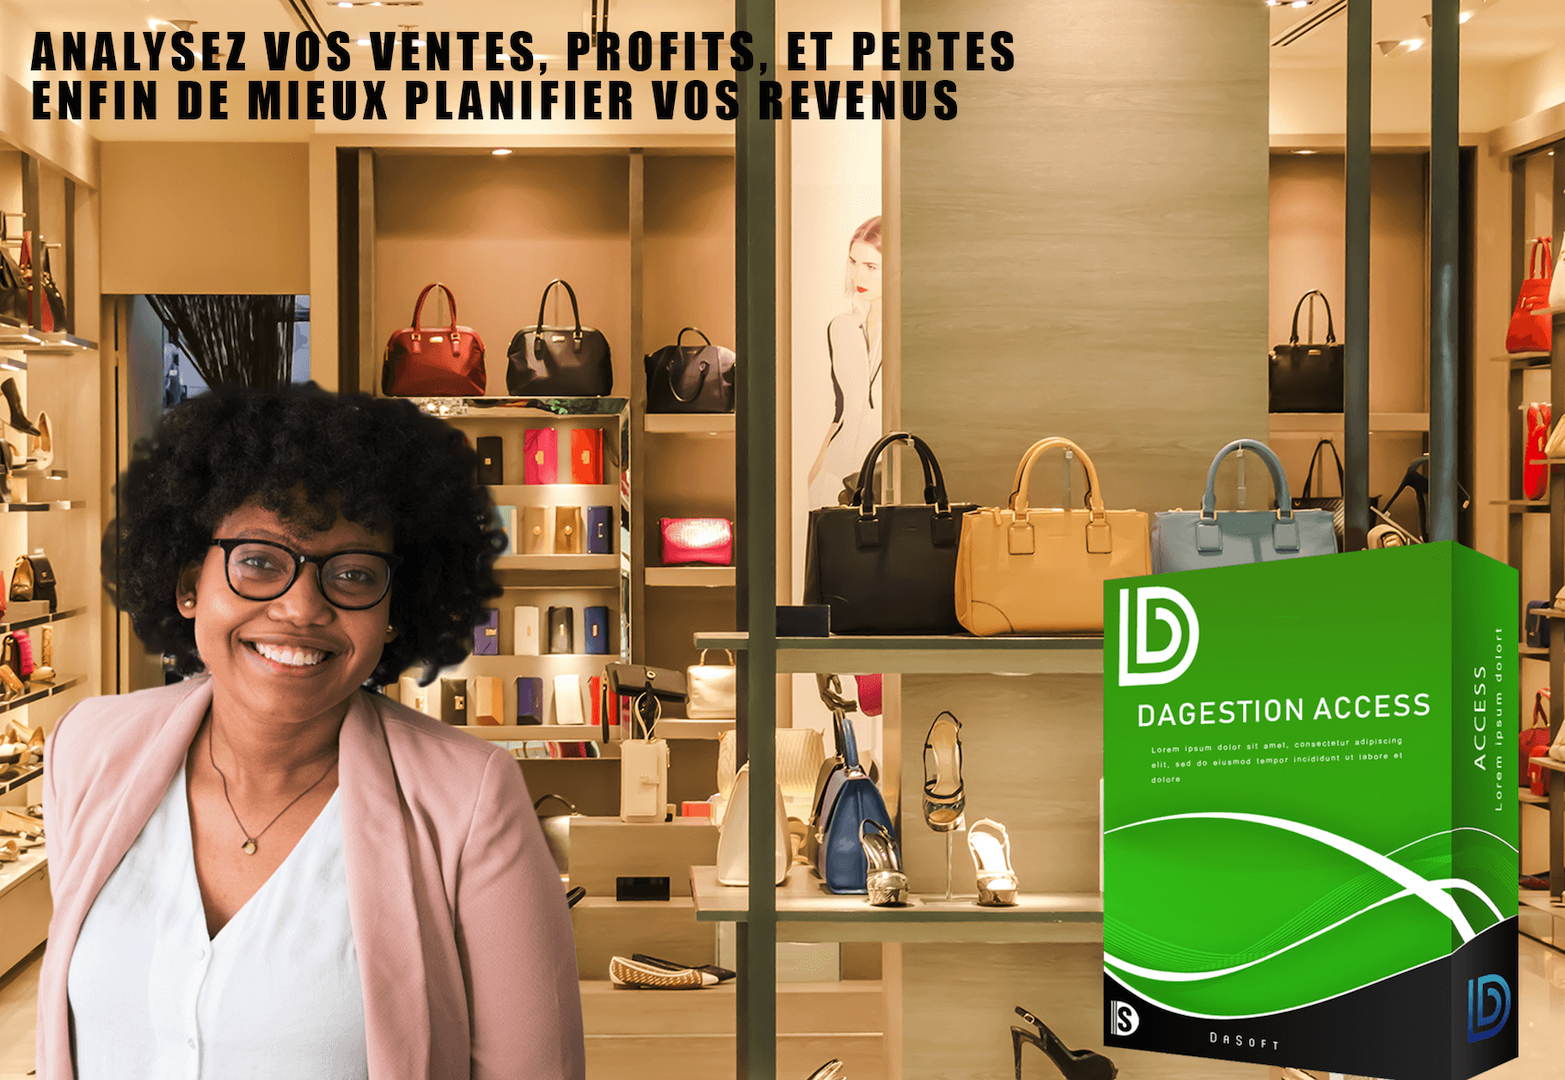 ANALYSEZ VOS VENTES, PROFITS, ET PERTES
ENFIN DE MIEUX PLANIFIER VOS REVENUS
DAGESTION ACCESS
Lorem ipsum dolor sit amet, consectetur adipiscing
elit, sed do eiusmod tempor incididunt ut labore et
dolore
ACCESS
Lorem ipsum dolort
S
DASOFT